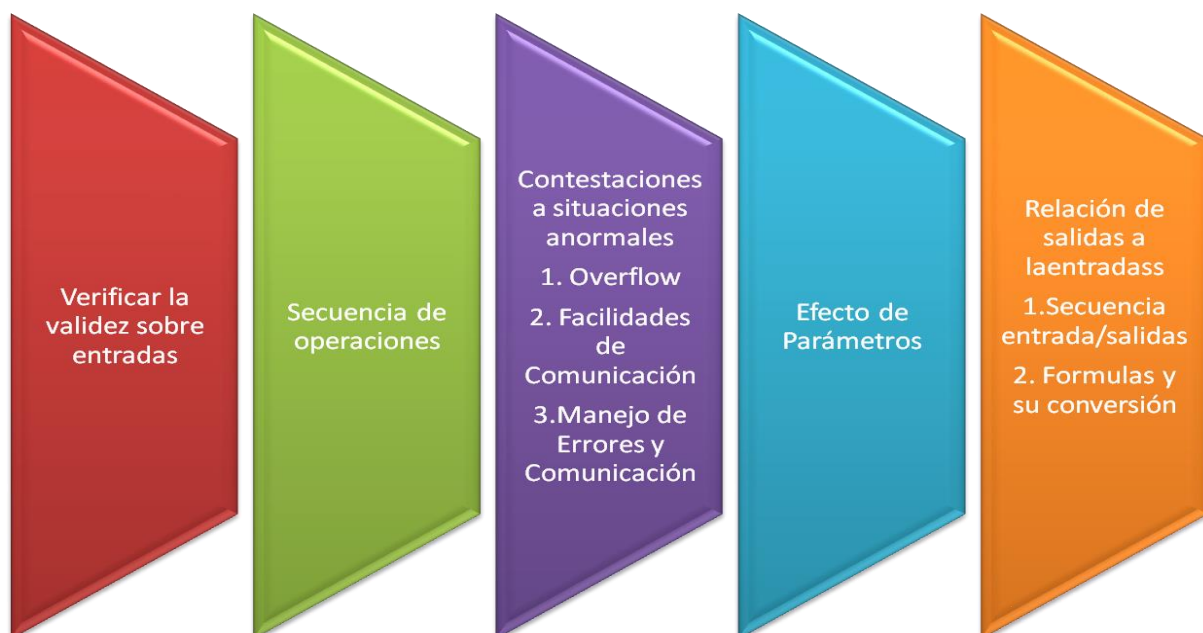 Verificar la
validez sobre
entradas
Secuencia de
operaciones
Contestaciones
a situaciones
anormales
1. Overflow
2. Facilidades
de
Comunicación
3.Manejo de
Errores y
Comunicación
Efecto de
Parámetros
Relación de
salidas a
laentradass
1.Secuencia
entrada/salidas
2. Formulas y
su conversión